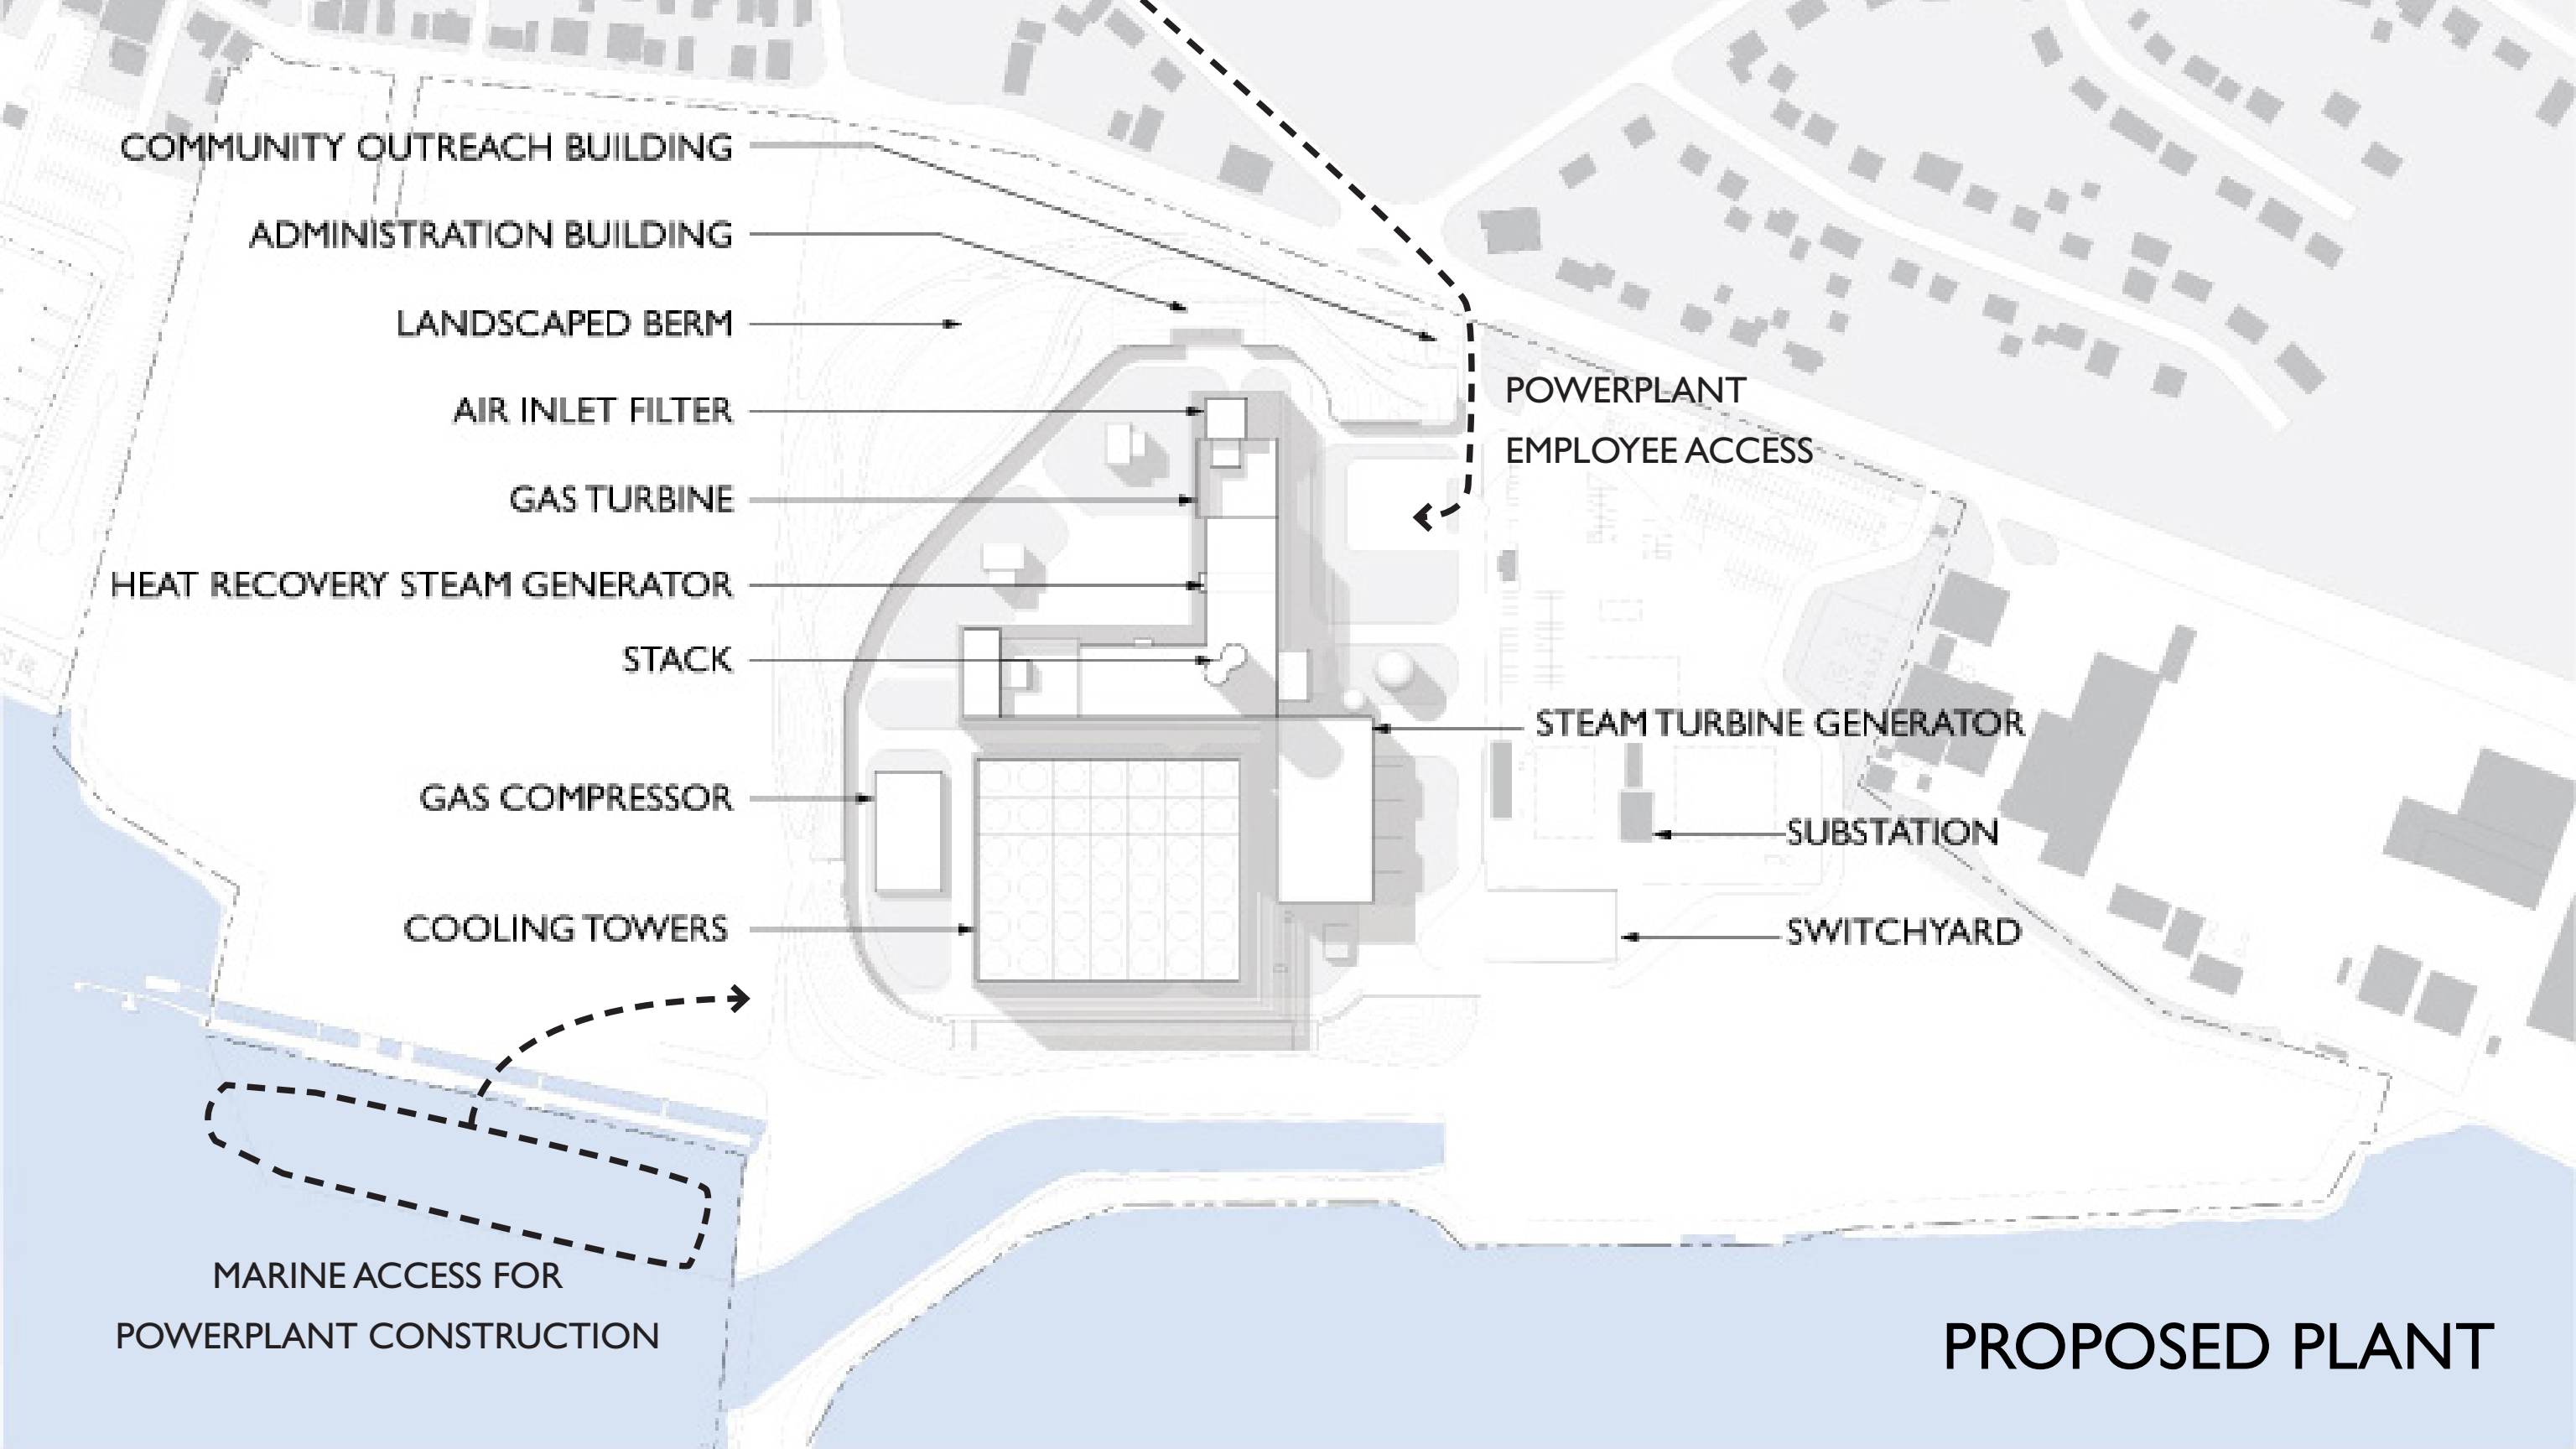 COMMUNITY OUTREACH BUILDING
ADMINISTRATION BUILDING
LANDSCAPED BERM
AIR INLET FILTER
GAS TURBINE
HEAT RECOVERY STEAM GENERATOR
STACK
GAS COMPRESSOR
COOLING TOWERS
POWERPLANT
EMPLOYEE ACCESS
STEAM TURBINE GENERATOR
SUBSTATION
SWITCHYARD
MARINE ACCESS FOR
POWERPLANT CONSTRUCTION
PROPOSED PLANT